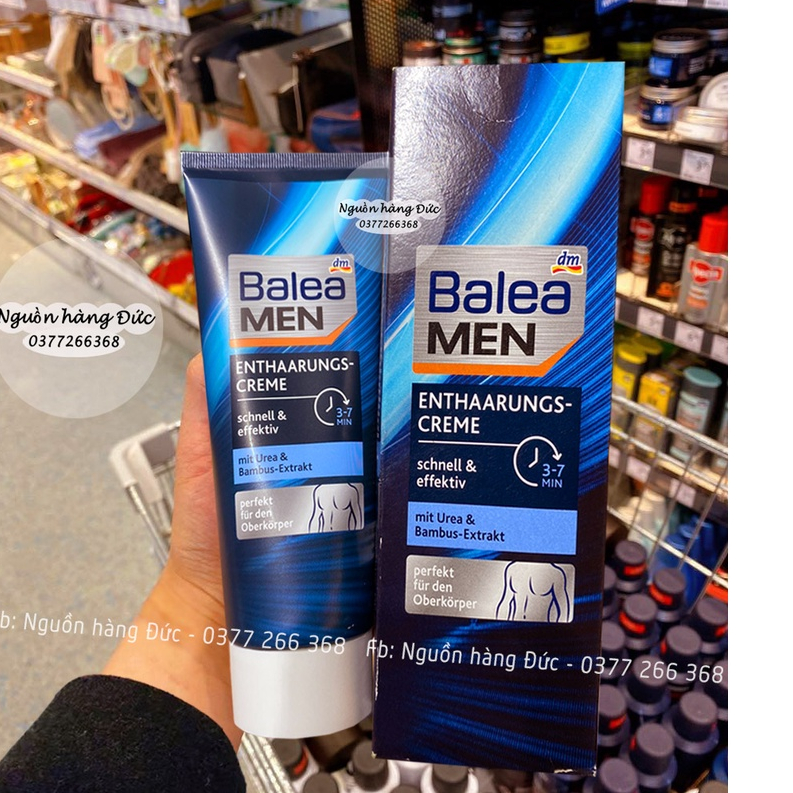 Nguồn hàng Đức
0377266368
Nguồn hàng Đức
0377266368
dm
Balea
MEN
ENTHAARUNGS-
CREME
schnell &
effektiv
3-7
MIN
mit Urea &
Bambus-Extrakt
perfekt
für den
Oberkörper
dm
Balea
MEN
ENTHAARUNGS-
CREME
schnell &
effektiv
3-7
MIN
mit Urea &
Bambus-Extrakt
perfekt
für den
Oberkörper
b: Nguồn hàng Đức - 0377 266 368
Fb: Nguồn hàng Đức - 0377 266 368